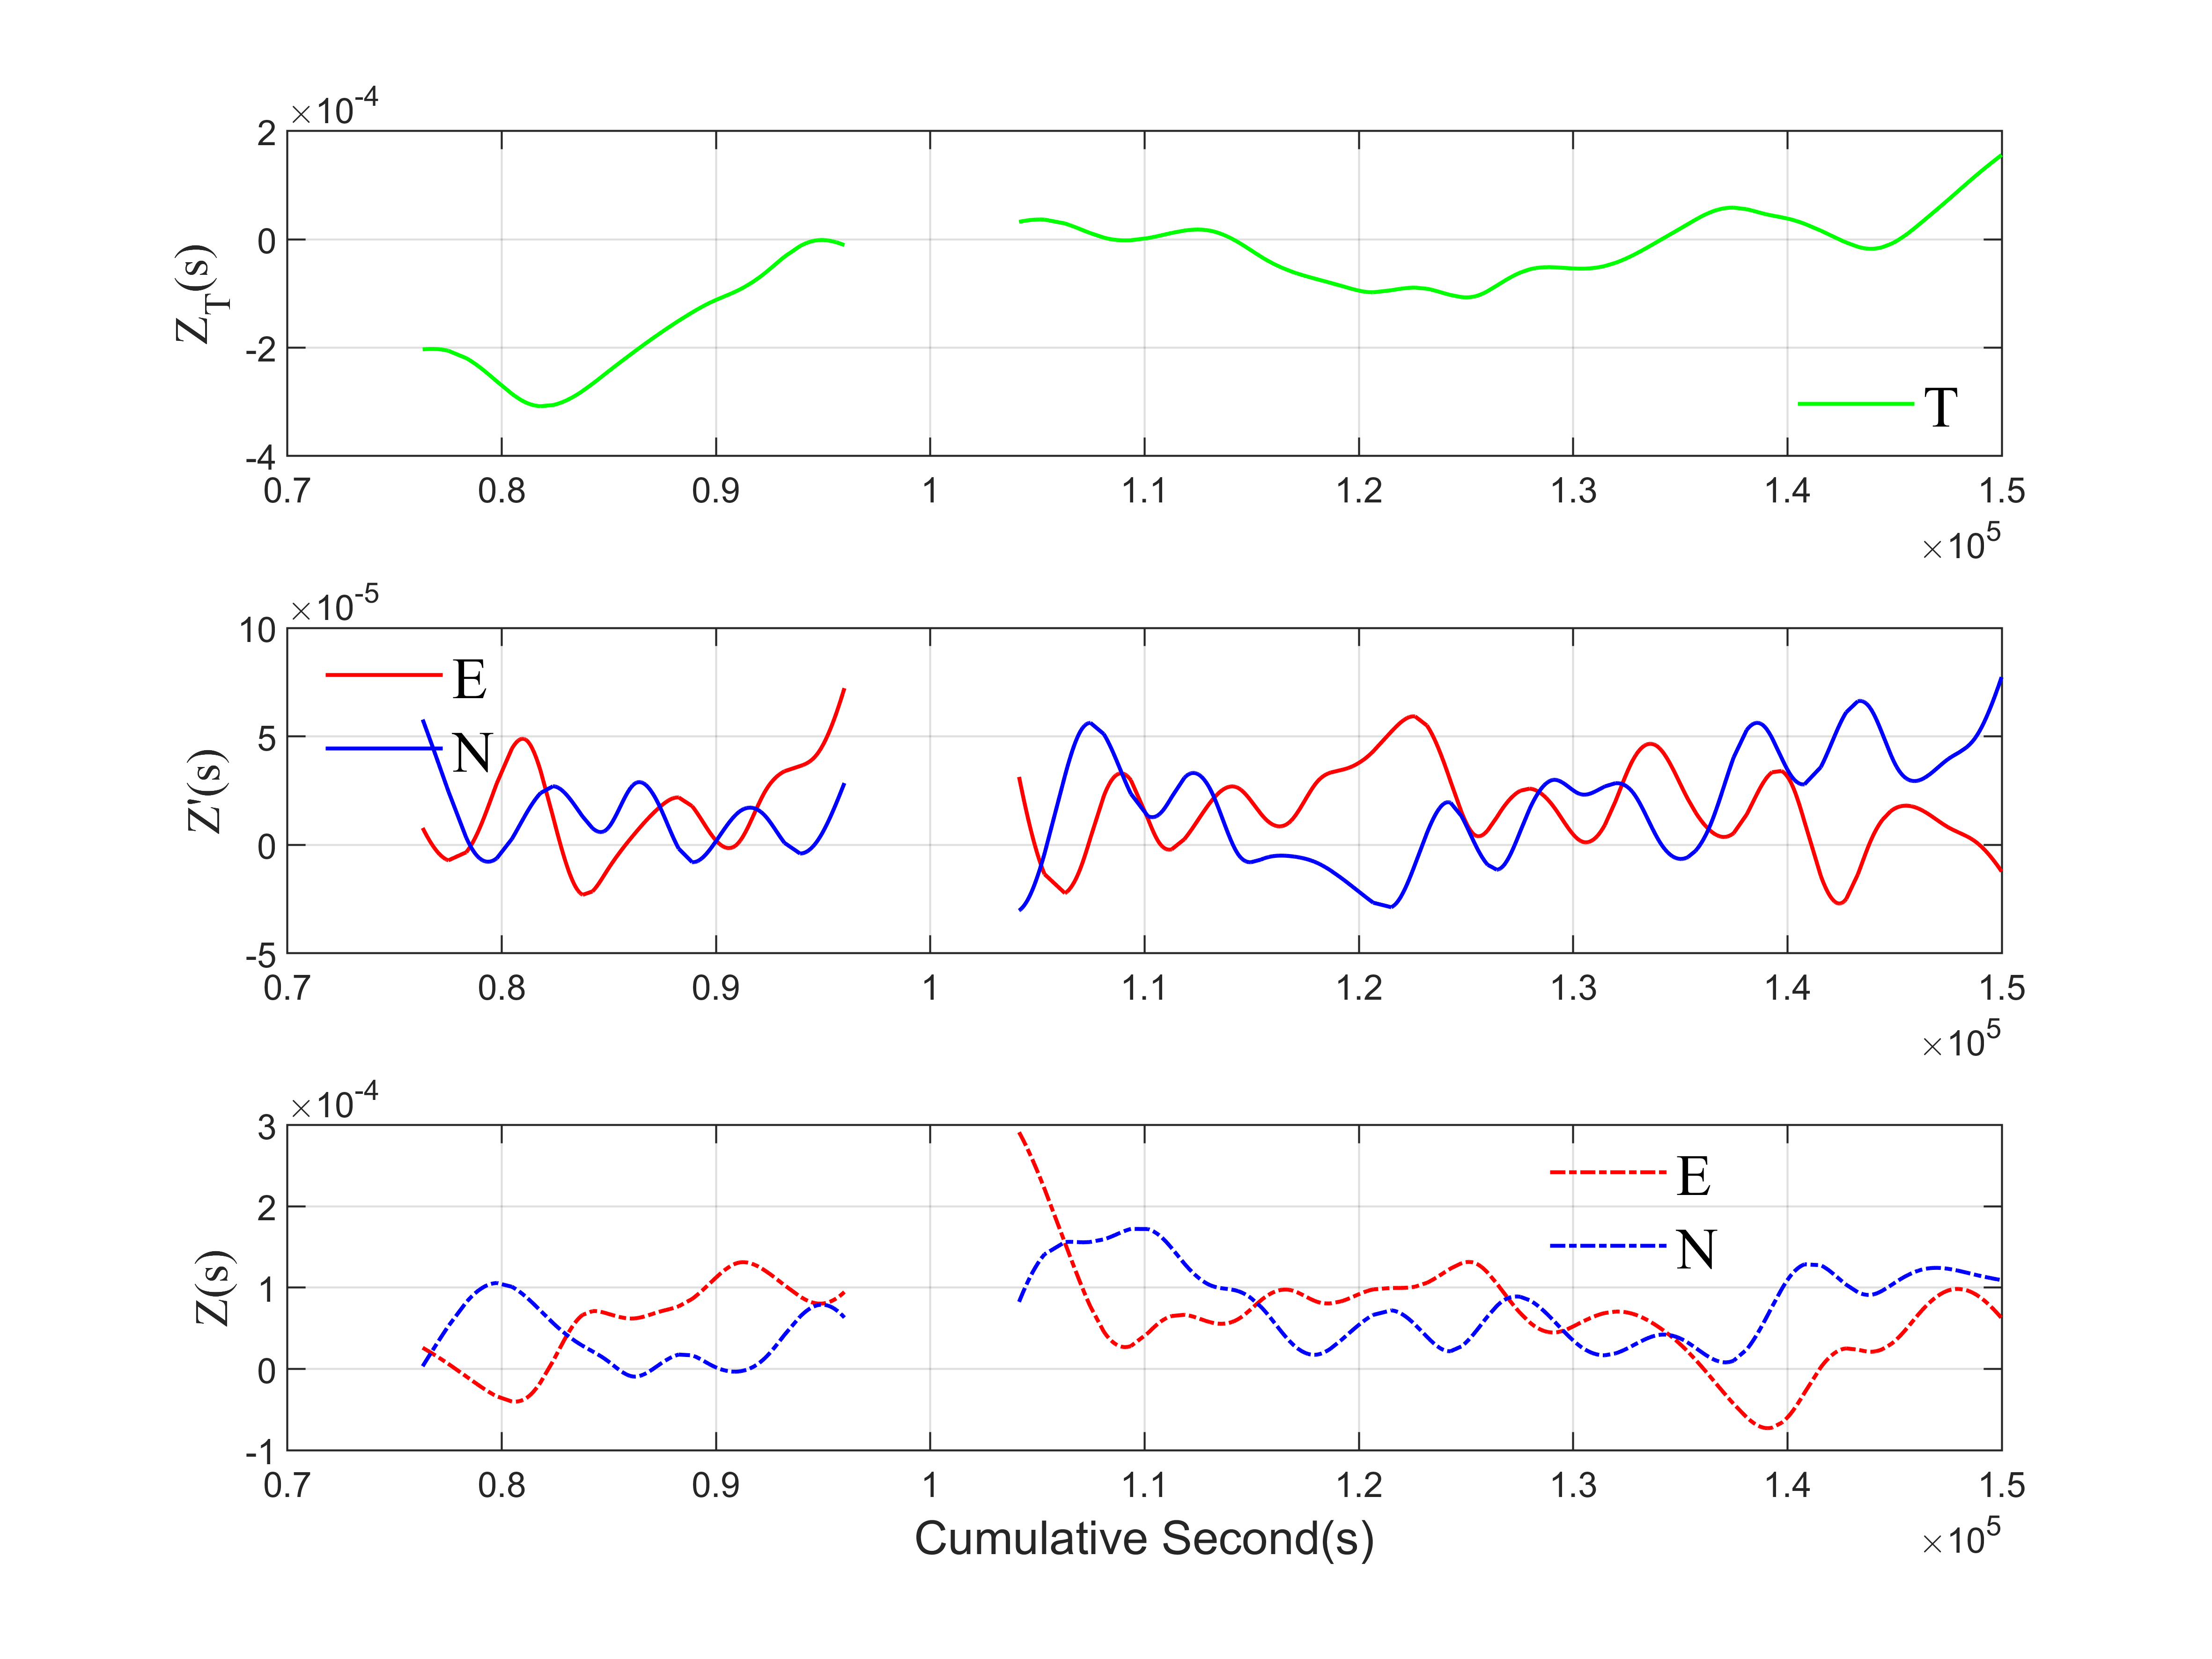 ×10-4
2
0
-2
-4
Z_T(s)
T
0.7 0.8 0.9 1 1.1 1.2 1.3 1.4 1.5
×10^5
×10^-5
10
5
0
-5
Z'(s)
E
N
0.7 0.8 0.9 1 1.1 1.2 1.3 1.4 1.5
×10^5
×10^-4
3
2
1
0
-1
Z(s)
E
N
0.7 0.8 0.9 1 1.1 1.2 1.3 1.4 1.5
Cumulative Second(s)
×10^5